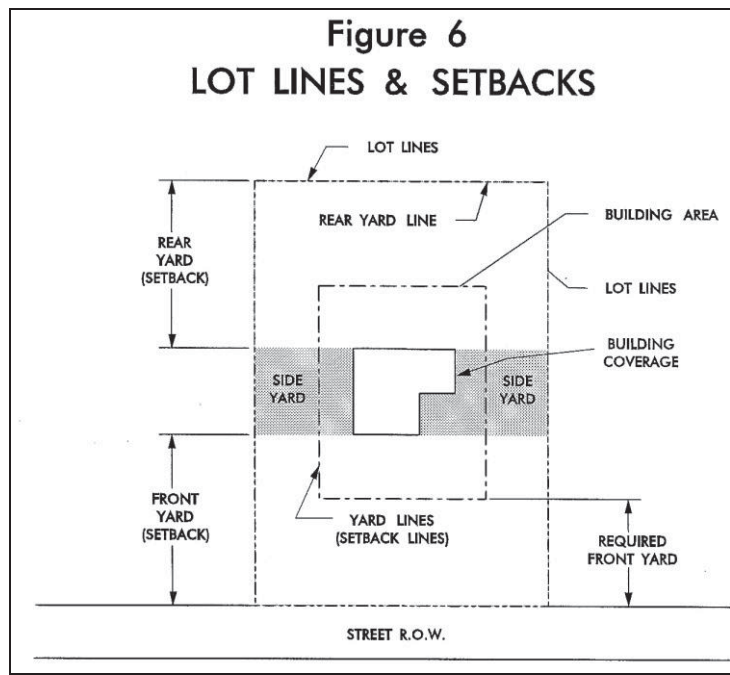 Figure 6
LOT LINES & SETBACKS
LOT LINES
REAR YARD LINE
BUILDING AREA
REAR
YARD
(SETBACK)
LOT LINES
BUILDING
COVERAGE
SIDE
YARD
SIDE
YARD
FRONT
YARD
(SETBACK)
YARD LINES
(SETBACK LINES)
REQUIRED
FRONT YARD
STREET R.O.W.